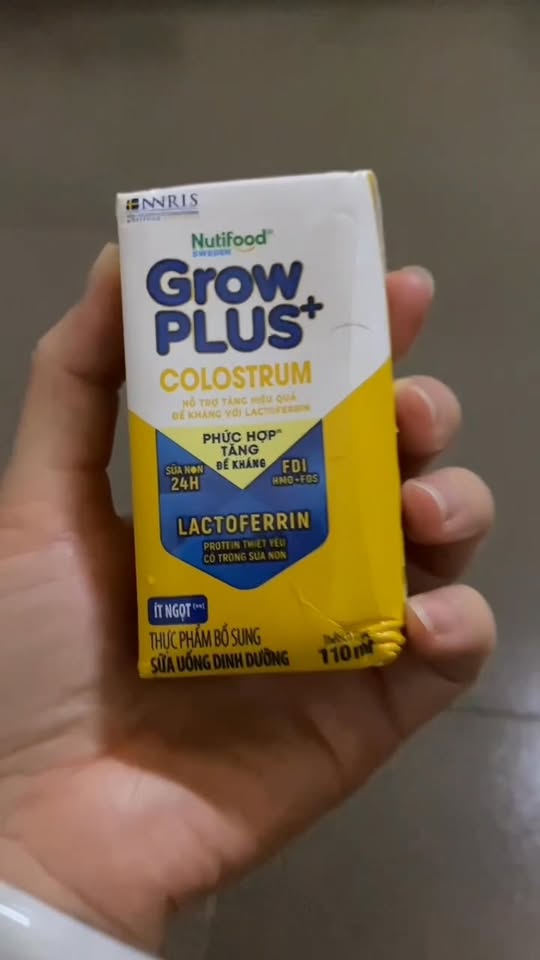 NNRIS
Nutifood®
SWEDEN
GROW
PLUS+
COLOSTRUM
HỖ TRỢ TĂNG HIỆU QUẢ
ĐỀ KHÁNG VỚI LACTOFERRIN
PHỨC HỢP
TĂNG
ĐỀ KHÁNG
SỮA NON
24H
FDI
HMO+FOS
LACTOFERRIN
PROTEIN THIẾT YẾU
CÓ TRONG SỮA NON
ÍT NGỌT (**)
THỰC PHẨM BỔ SUNG
SỮA UỐNG DINH DƯỠNG
110 ml